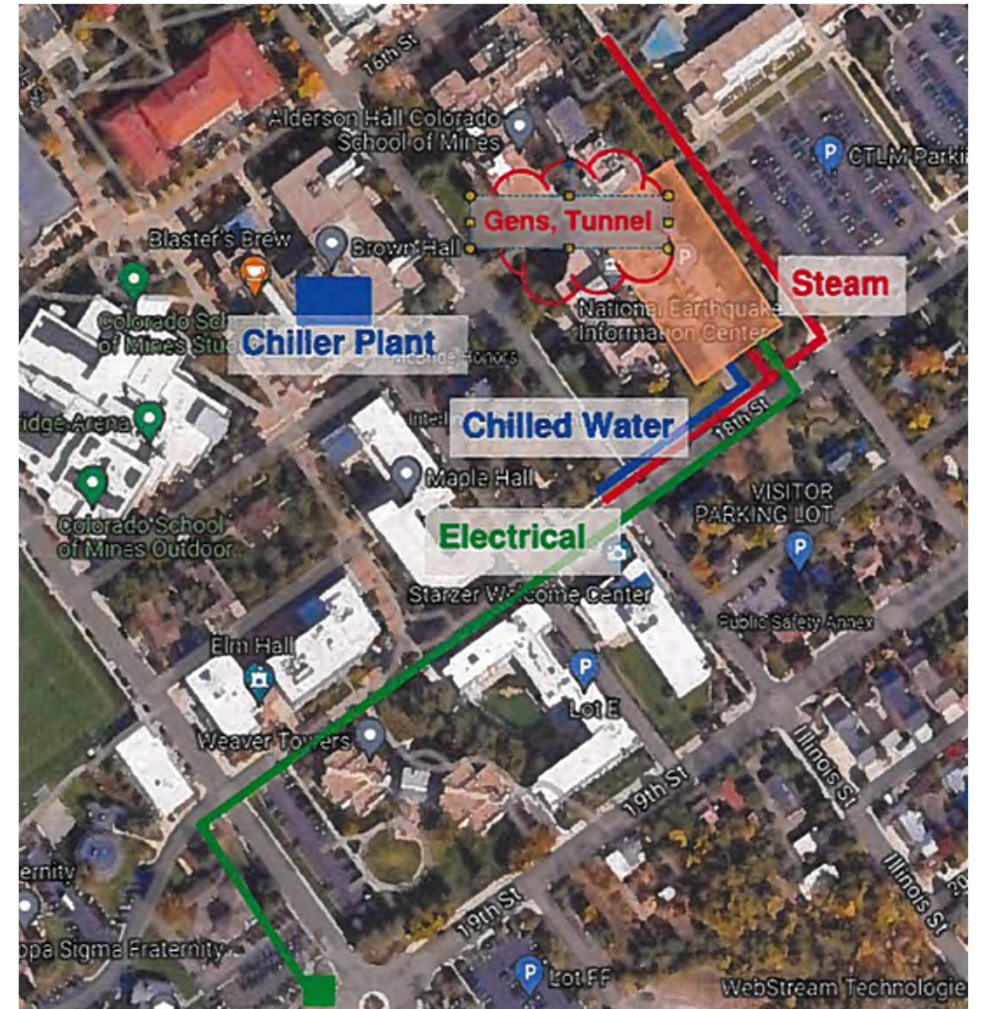 16th St
Alderson Hall Colorado
School of Mines
P
CTLM Parki
Gens, Tunnel
Blaster's Brew
Brown Hall
P
Steam
National Earthquake
Information Center
Colorado Sch
of Mines Stu
Chiller Plant
Honors
Chilled Water
18th St
Maple Hall
VISITOR
PARKING LOT
P
idge Arena
Colorado School
of Mines Outdoor...
Electrical
Starzer Welcome Center
Public Safety Annex
Elm Hall
P
Lot E
Weaver Towers
Illinois St
19th St
ernity
Illinois St
20
19th St
opa Sigma Fraternity
P
Lot FF
WebStream Technologie